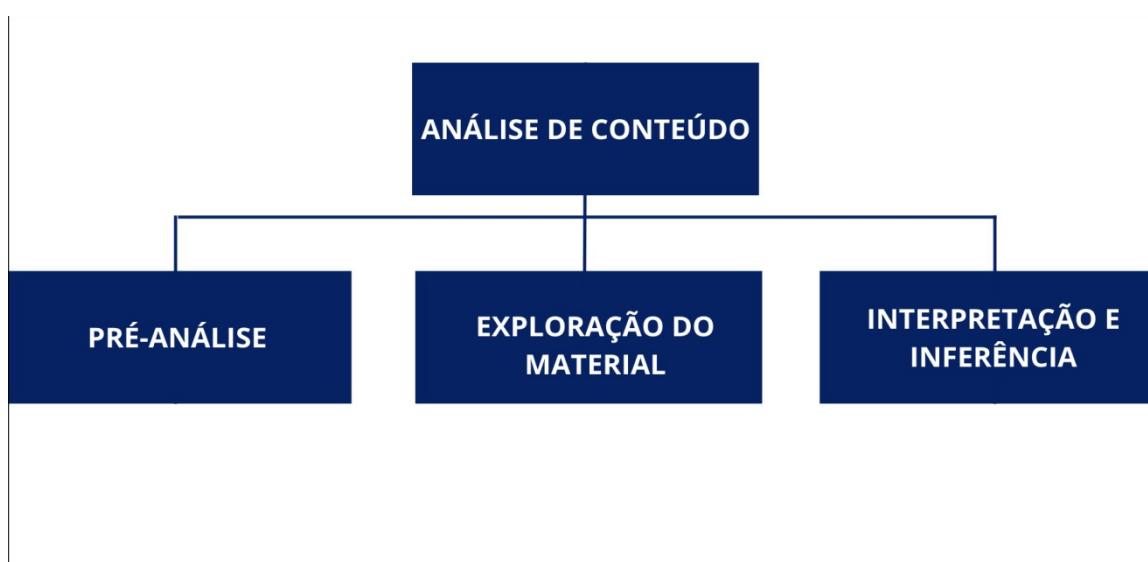 ANÁLISE DE CONTEÚDO
PRÉ-ANÁLISE
EXPLORAÇÃO DO
MATERIAL
INTERPRETAÇÃO E
INFERÊNCIA